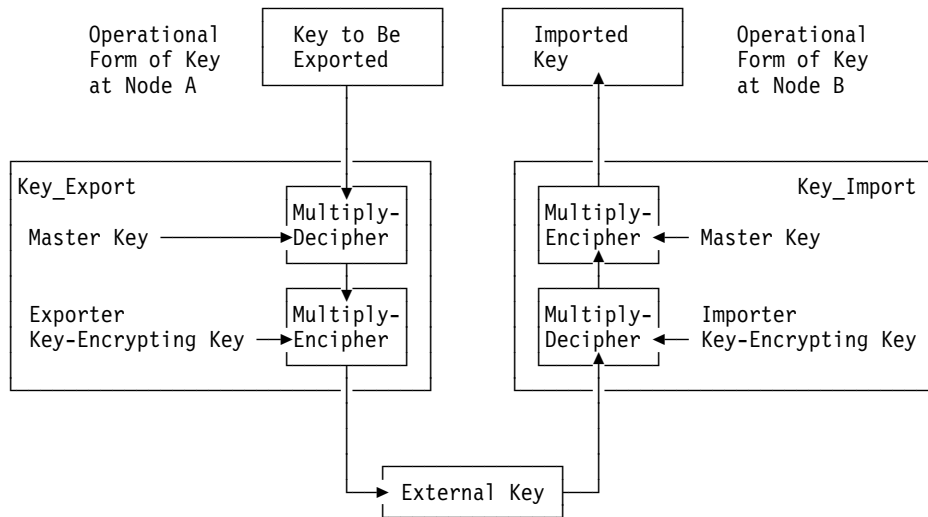 Operational
Form of Key
at Node A
Key to Be
Exported
Imported
Key
Operational
Form of Key
at Node B
Key_Export
Multiply-
Decipher
Master Key
Exporter
Key-Encrypting Key
Multiply-
Encipher
Key_Import
Multiply-
Encipher
Master Key
Multiply-
Decipher
Importer
Key-Encrypting Key
External Key